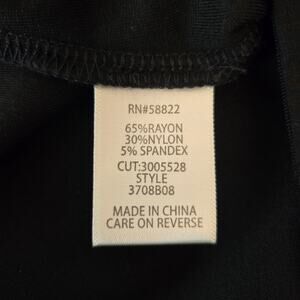 RN#58822
65%RAYON
30%NYLON
5% SPANDEX
CUT:3005528
STYLE
3708B08
MADE IN CHINA
CARE ON REVERSE